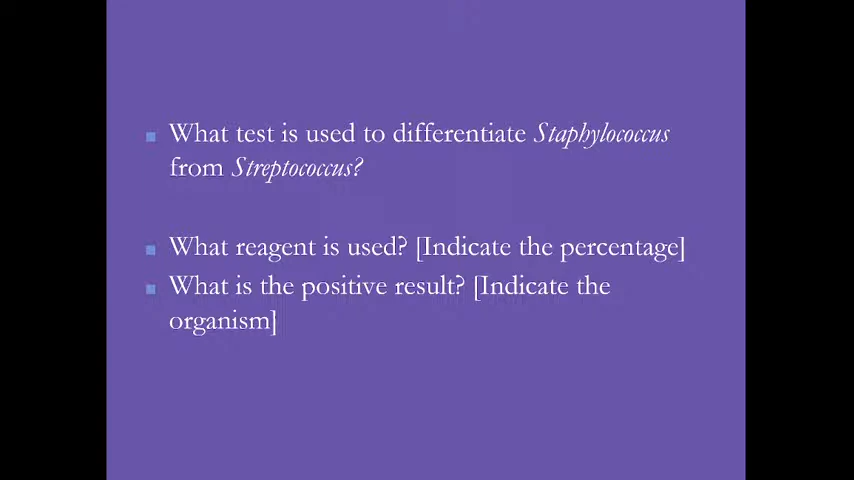 What test is used to differentiate Staphylococcus
from Streptococcus?
What reagent is used? [Indicate the percentage]
What is the positive result? [Indicate the
organism]